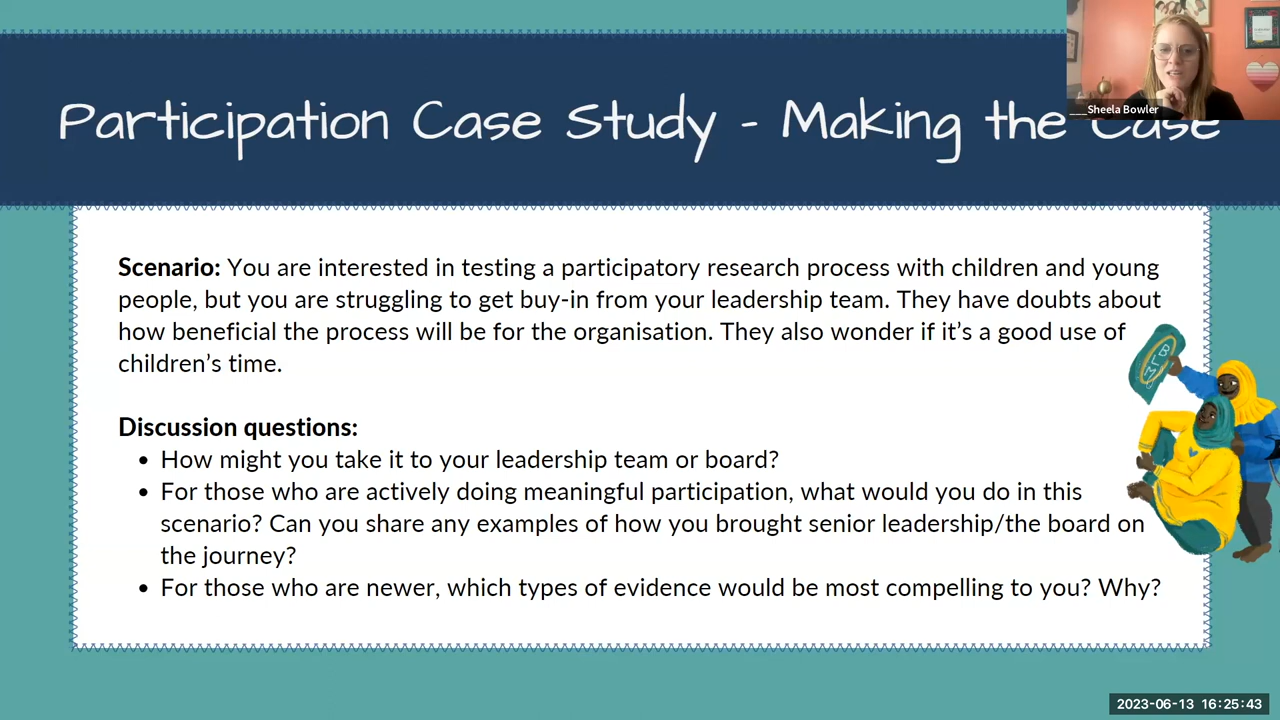 Participation Case Study - Making the Case
Sheela Bowler
Scenario: You are interested in testing a participatory research process with children and young
people, but you are struggling to get buy-in from your leadership team. They have doubts about
how beneficial the process will be for the organisation. They also wonder if it’s a good use of
children’s time.
BLM
Discussion questions:
• How might you take it to your leadership team or board?
• For those who are actively doing meaningful participation, what would you do in this
scenario? Can you share any examples of how you brought senior leadership/the board on
the journey?
• For those who are newer, which types of evidence would be most compelling to you? Why?
2023-06-13 16:25:43